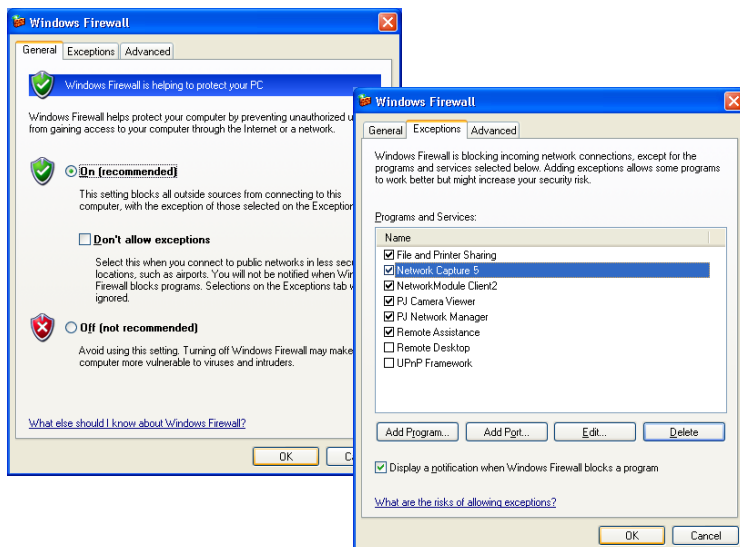 Windows Firewall
General Exceptions Advanced
Windows Firewall is helping to protect your PC
Windows Firewall helps protect your computer by preventing unauthorized
from gaining access to your computer through the Internet or a network.
On (recommended)
This setting blocks all outside sources from connecting to this
computer, with the exception of those selected on the
Don't allow exceptions
Select this when you connect to public networks in less
locations, such as airports. You will not be notified when
Firewall blocks programs. Selections on the Exceptions tab
ignored.
Off (not recommended)
Avoid using this setting. Turning off Windows Firewall may make
computer more vulnerable to viruses and intruders.
What else should I know about Windows Firewall?
OK
Windows Firewall
General Exceptions Advanced
Windows Firewall is blocking incoming network connections, except for the
programs and services selected below. Adding exceptions allows some programs
to work better but might increase your security risk.
Programs and Services:
Name
File and Printer Sharing
Network Capture 5
NetworkModule Client2
PJ Camera Viewer
PJ Network Manager
Remote Assistance
Remote Desktop
UPnP Framework
Add Program... Add Port... Edit... Delete
Display a notification when Windows Firewall blocks a program
What are the risks of allowing exceptions?
OK Cancel